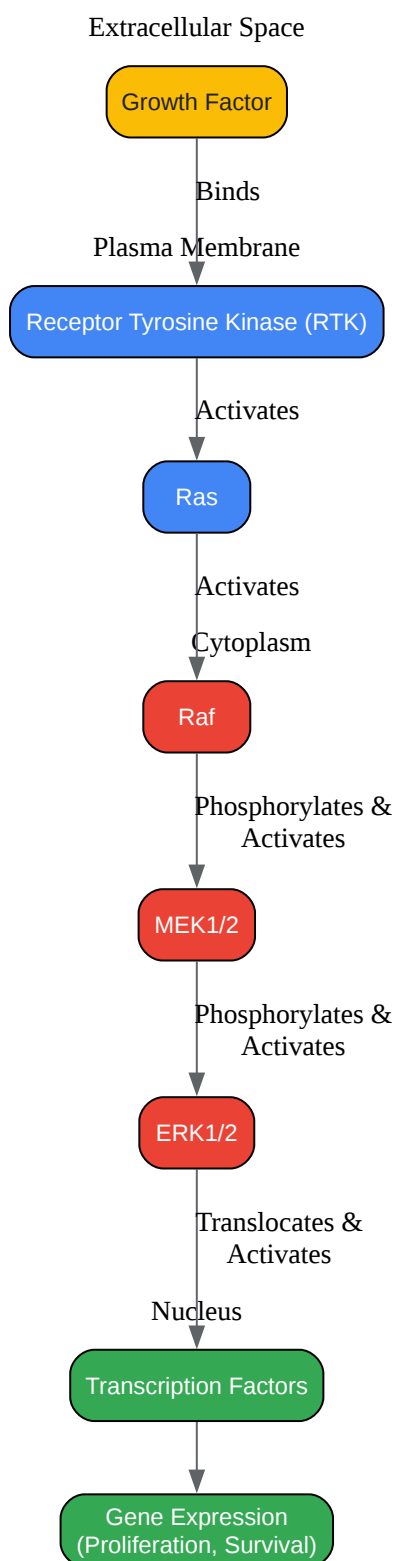 Extracellular Space
Growth Factor
Binds
Plasma Membrane
Receptor Tyrosine Kinase (RTK)
Activates
Ras
Activates
Cytoplasm
Raf
Phosphorylates &
Activates
MEK1/2
Phosphorylates &
Activates
ERK1/2
Translocates &
Activates
Nucleus
Transcription Factors
Gene Expression
(Proliferation, Survival)